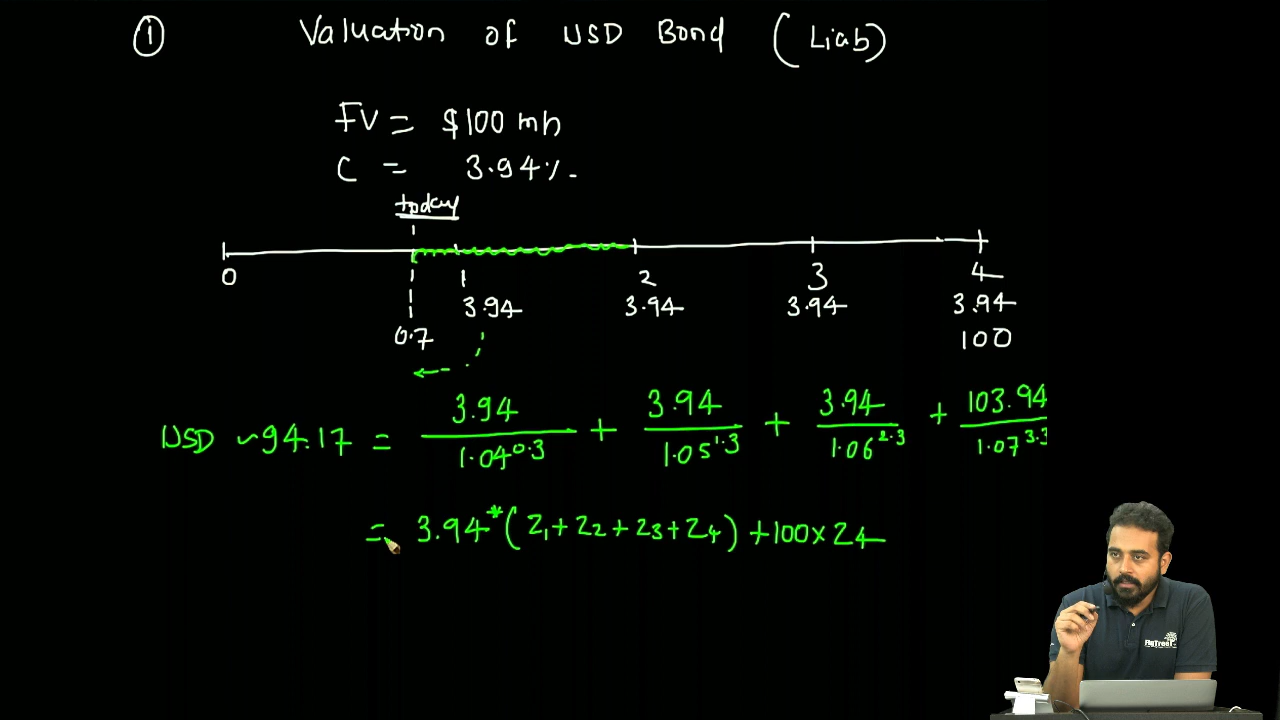 ① Valuation of USD Bond (Liab)
FV = $100 mn
C = 3.94%.
today
0 1 2 3 4
3.94 3.94 3.94 3.94
0.7 100
USD ~94.17 = 3.94/1.04^0.3 + 3.94/1.05^1.3 + 3.94/1.06^2.3 + 103.94/1.07^3.3
= 3.94*(Z1+Z2+Z3+Z4)+100xZ4
FigTree